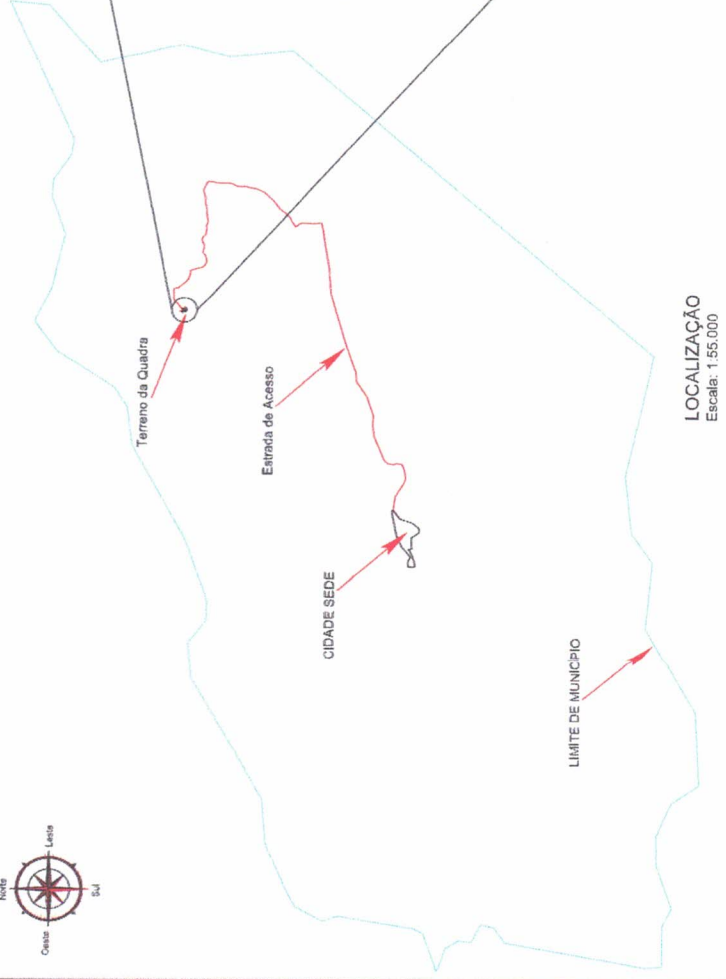 Norte
Oeste
Leste
Sul
Terreno da Quadra
Estrada de Acesso
CIDADE SEDE
LIMITE DE MUNICÍPIO
LOCALIZAÇÃO
Escala: 1:55.000